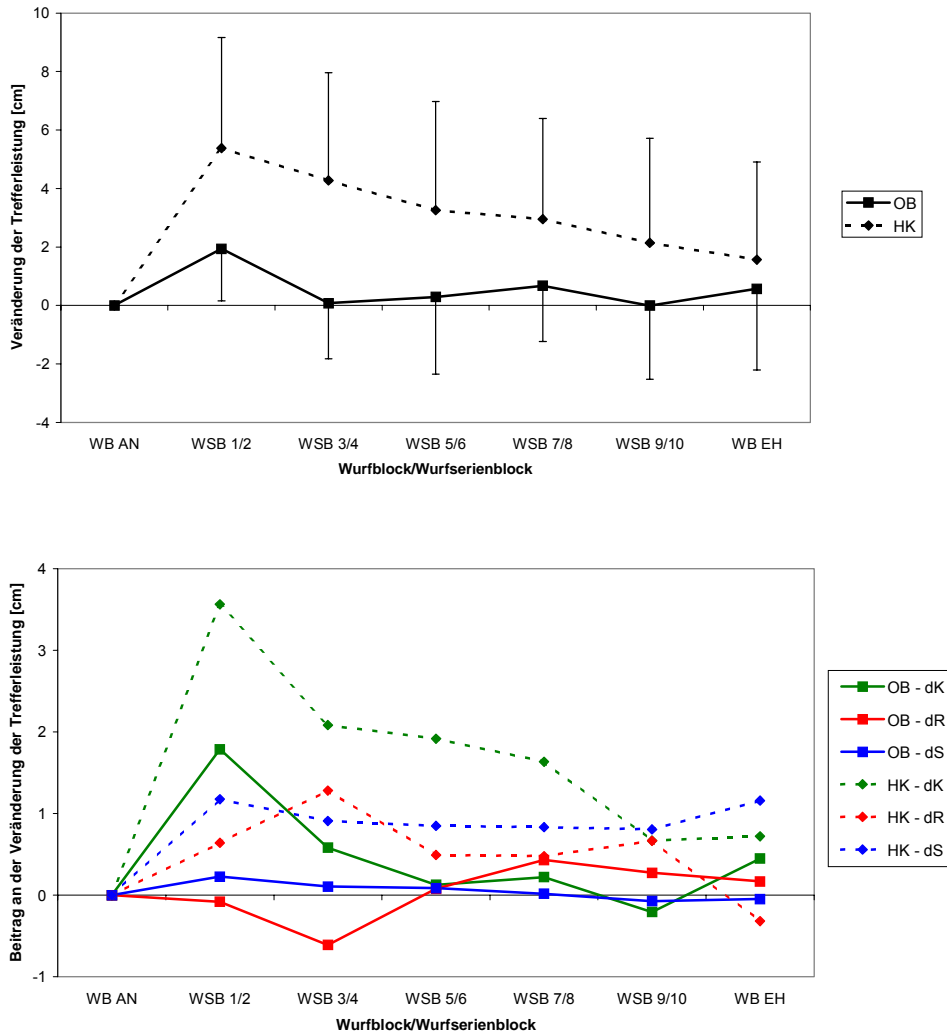 10
8
6
4
2
0
-2
-4
Veränderung der Trefferleistung [cm]
WB AN WSB 1/2 WSB 3/4 WSB 5/6 WSB 7/8 WSB 9/10 WB EH
Wurfblock/Wurfserienblock
OB
HK
4
3
2
1
0
-1
Beitrag an der Veränderung der Trefferleistung [cm]
WB AN WSB 1/2 WSB 3/4 WSB 5/6 WSB 7/8 WSB 9/10 WB EH
Wurfblock/Wurfserienblock
OB - dK
OB - dR
OB - dS
HK - dK
HK - dR
HK - dS